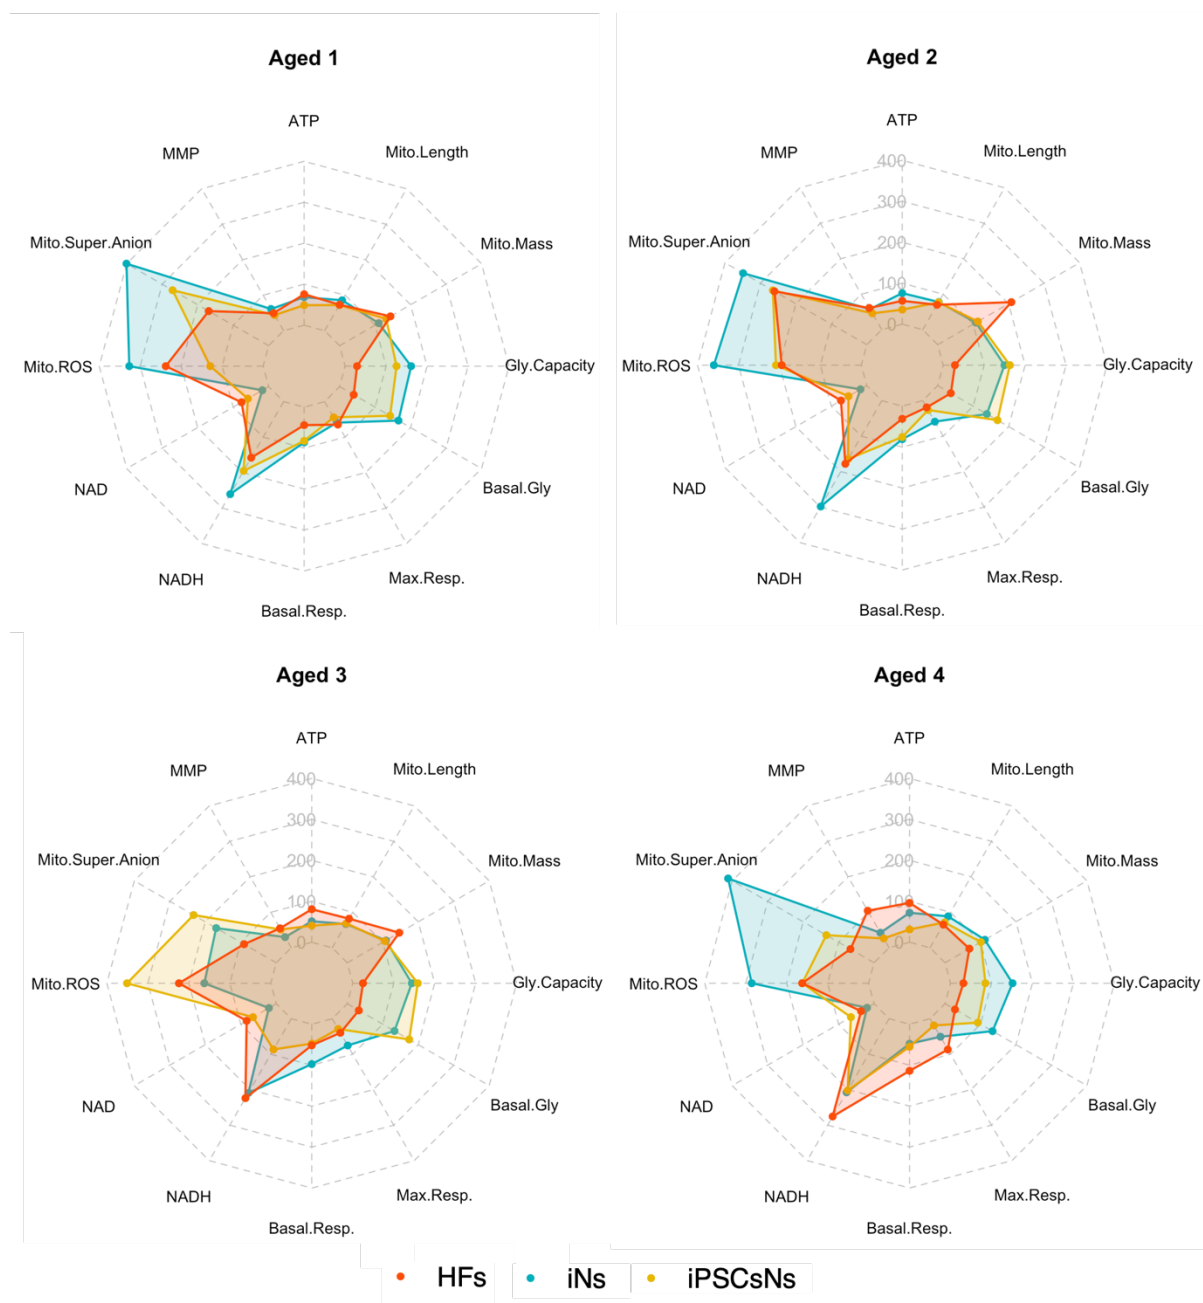 Aged 1
ATP
MMP
Mito.Length
Mito.Super.Anion
Mito.Mass
Mito.ROS
Gly.Capacity
NAD
Basal.Gly
NADH
Max.Resp.
Basal.Resp.
Aged 2
ATP
MMP
Mito.Length
400
300
Mito.Super.Anion
Mito.Mass
200
100
0
Mito.ROS
Gly.Capacity
NAD
Basal.Gly
NADH
Max.Resp.
Basal.Resp.
Aged 3
ATP
MMP
Mito.Length
400
300
Mito.Super.Anion
Mito.Mass
200
100
0
Mito.ROS
Gly.Capacity
NAD
Basal.Gly
NADH
Max.Resp.
Basal.Resp.
Aged 4
ATP
MMP
Mito.Length
400
300
Mito.Super.Anion
Mito.Mass
200
100
0
Mito.ROS
Gly.Capacity
NAD
Basal.Gly
NADH
Max.Resp.
Basal.Resp.
HFs iNs iPSCsNs